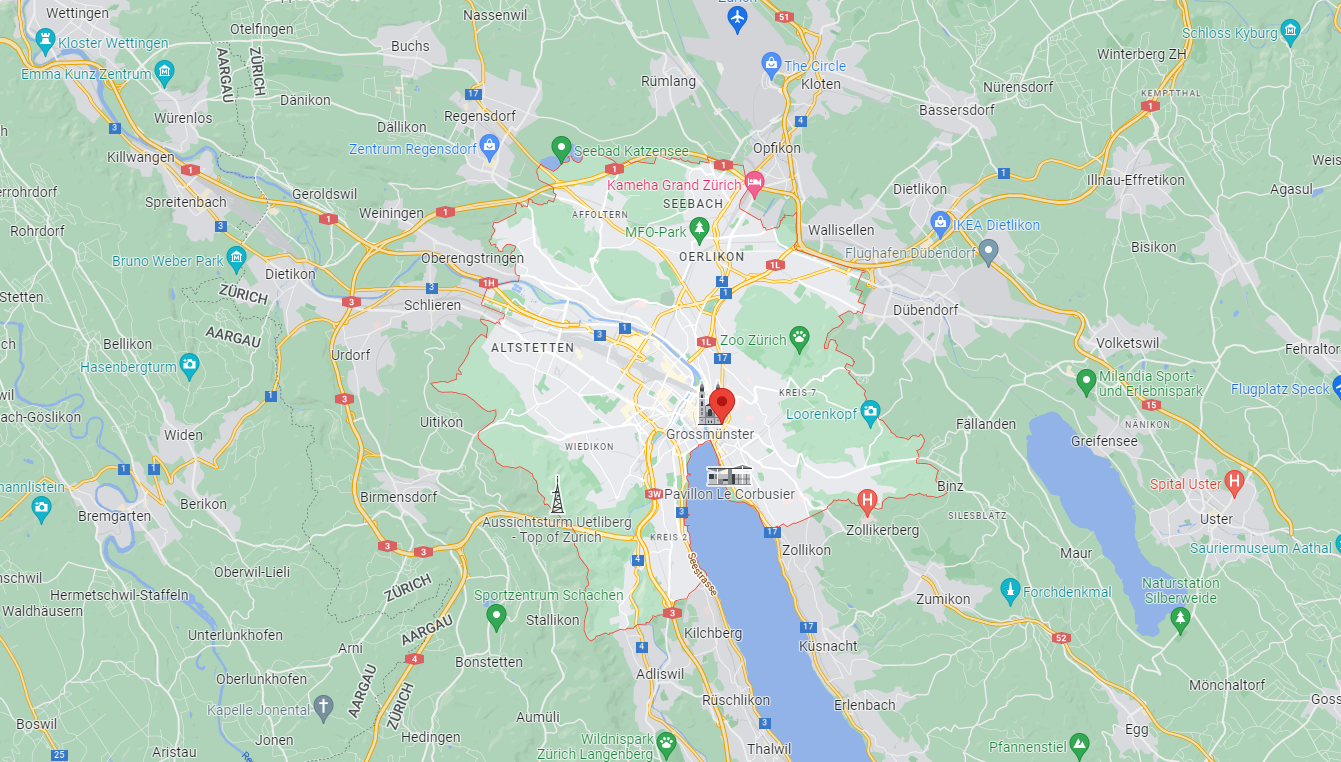 Wettingen
Otelfingen
Nassenwil
Zürich
51
Kloster Wettingen
Buchs
Schloss Kyburg
Winterberg ZH
Emma Kunz Zentrum
AARGAU
ZÜRICH
Rümlang
The Circle
Kloten
Nürensdorf
KEMPTTHAL
Dänikon
17
Regensdorf
Bassersdorf
1
Würenlos
3
Dällikon
4
Killwangen
Zentrum Regensdorf
Seebad Katzensee
Opfikon
1
1
1
1
Illnau-Effretikon
Kameha Grand Zürich
Dietlikon
Agasul
Geroldswil
Spreitenbach
SEEBACH
1
Weiningen
1
AFFOLTERN
3
Rohrdorf
MFO-Park
Wallisellen
IKEA Dietlikon
Bisikon
Bruno Weber Park
Oberengstringen
OERLIKON
Flughafen Dübendorf
Dietikon
1L
1H
4
ZÜRICH
3
3
1
Stetten
Schlieren
Dübendorf
AARGAU
3
1
Bellikon
ALTSTETTEN
1L
Zoo Zürich
Volketswil
Urdorf
17
Hasenbergturm
Milandia Sport-
und Erlebnispark
Flugplatz Speck
1
3
KREIS 7
15
Loorenkopf
Uitikon
Fällanden
NÄNIKON
Widen
Grossmünster
Greifensee
WIEDIKON
1
1
Spital Uster
Birmensdorf
3W
Pavillon Le Corbusier
Binz
Berikon
3
Bremgarten
Aussichtsturm Uetliberg
- Top of Zürich
SILESBLATZ
Uster
Zollikerberg
17
KREIS 2
3
3
Zollikon
Maur
Sauriermuseum Aathal
4
Oberwil-Lieli
Seestrasse
ZÜRICH
Naturstation
Silberweide
Hermetschwil-Staffeln
Sportzentrum Schachen
Zumikon
Forchdenkmal
Waldhäusern
3
Stallikon
AARGAU
17
Unterlunkhofen
Kilchberg
52
Arni
4
Küsnacht
4
Bonstetten
Oberlunkhofen
Adliswil
AARGAU
ZÜRICH
Mönchaltorf
Rüschlikon
Kapelle Jonental
Erlenbach
Boswil
Aumüli
3
Egg
Jonen
Hedingen
Wildnispark
Zürich Langenberg
Aristau
Thalwil
Pfannenstiel
25